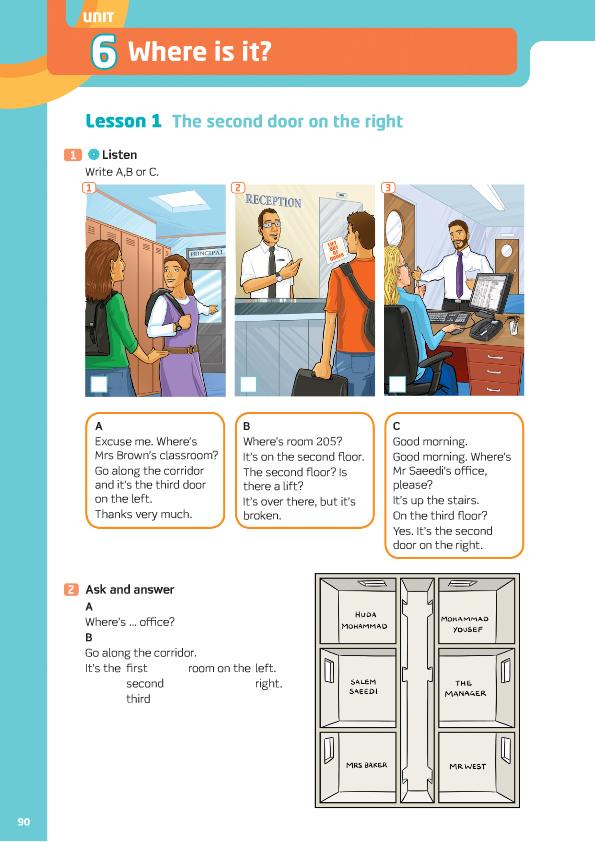 UNIT
6 Where is it?
Lesson 1 The second door on the right
1 Listen
Write A,B or C.
1
PRINCIPAL
2
RECEPTION
3
A
Excuse me. Where's
Mrs Brown's classroom?
Go along the corridor
and it's the third door
on the left.
Thanks very much.
B
Where's room 205?
It's on the second floor.
The second floor? Is
there a lift?
It's over there, but it's
broken.
C
Good morning.
Good morning. Where's
Mr Saeedi's office,
please?
It's up the stairs.
On the third floor?
Yes. It's the second
door on the right.
2 Ask and answer
A
Where's ... office?
B
Go along the corridor.
It's the first room on the left.
second right.
third
HUDA
MOHAMMAD
MOHAMMAD
YOUSEF
SALEM
SAEEDI
THE
MANAGER
MRS BAKER
MR WEST
90